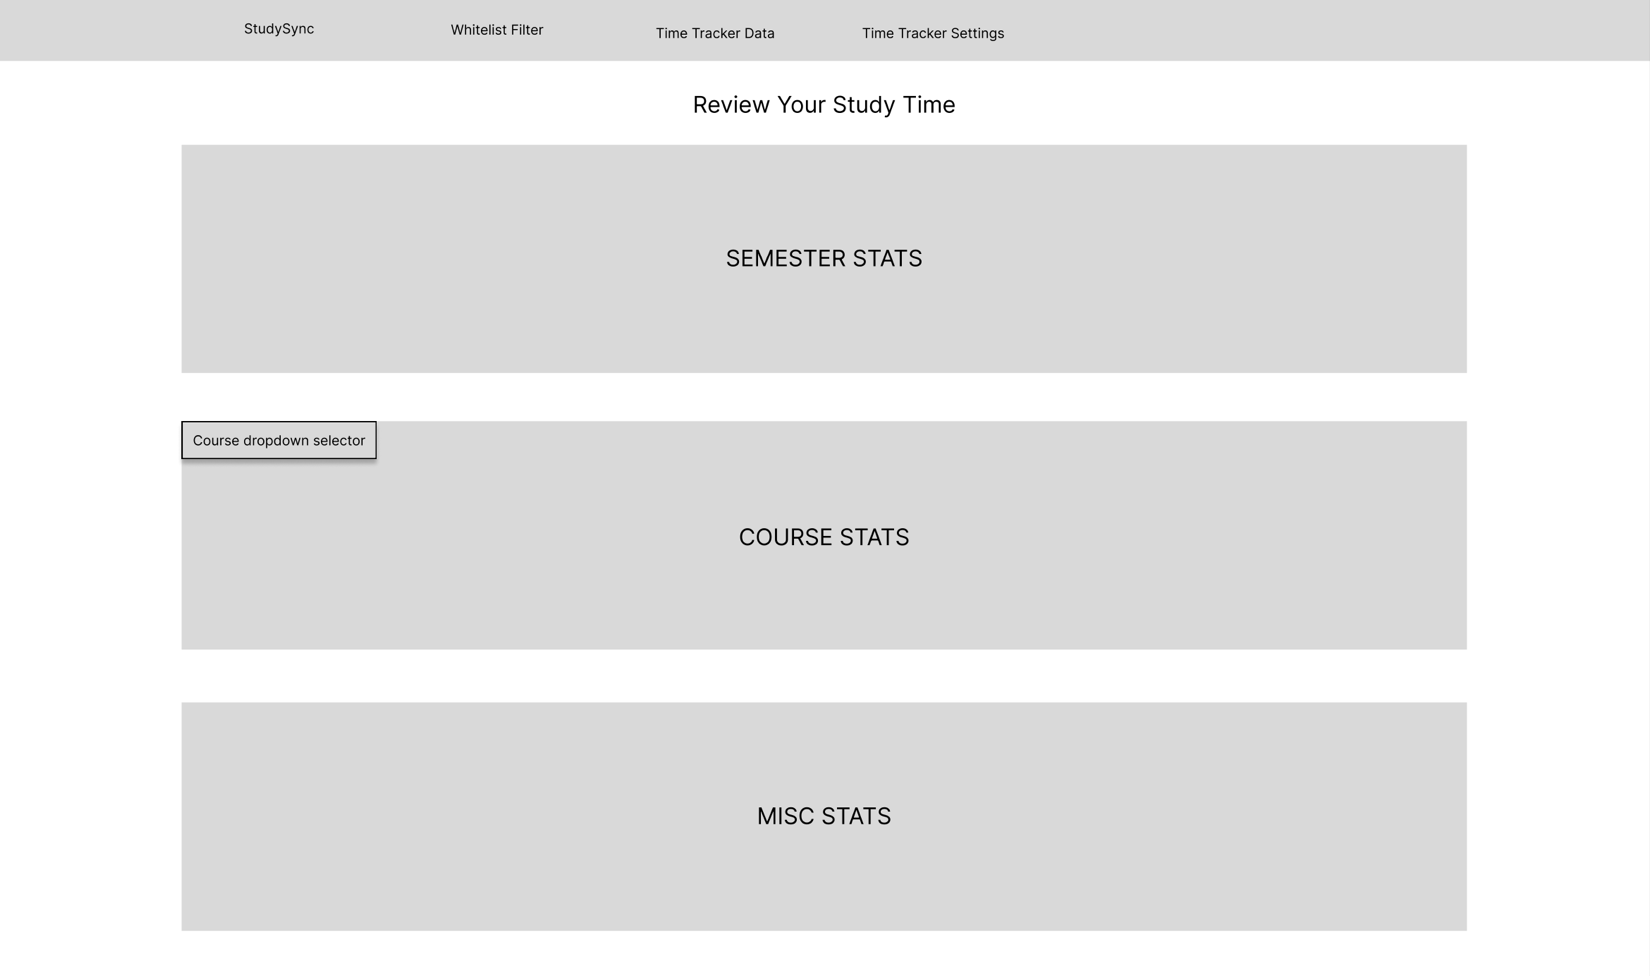 StudySync
Whitelist Filter
Time Tracker Data
Time Tracker Settings
Review Your Study Time
SEMESTER STATS
Course dropdown selector
COURSE STATS
MISC STATS